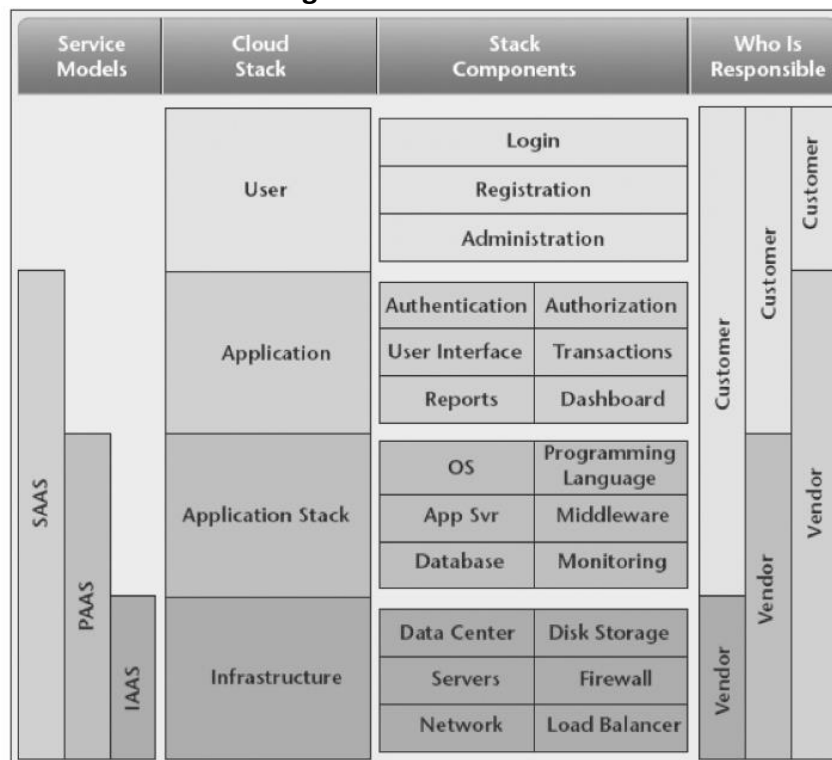 Service Models
Cloud Stack
Stack Components
Who Is Responsible
User
Login
Registration
Administration
Application
Authentication
Authorization
User Interface
Transactions
Reports
Dashboard
Application Stack
OS
Programming Language
App Svr
Middleware
Database
Monitoring
Infrastructure
Data Center
Disk Storage
Servers
Firewall
Network
Load Balancer
SAAS
PAAS
IAAS
Customer
Vendor
Customer
Vendor
Customer
Vendor